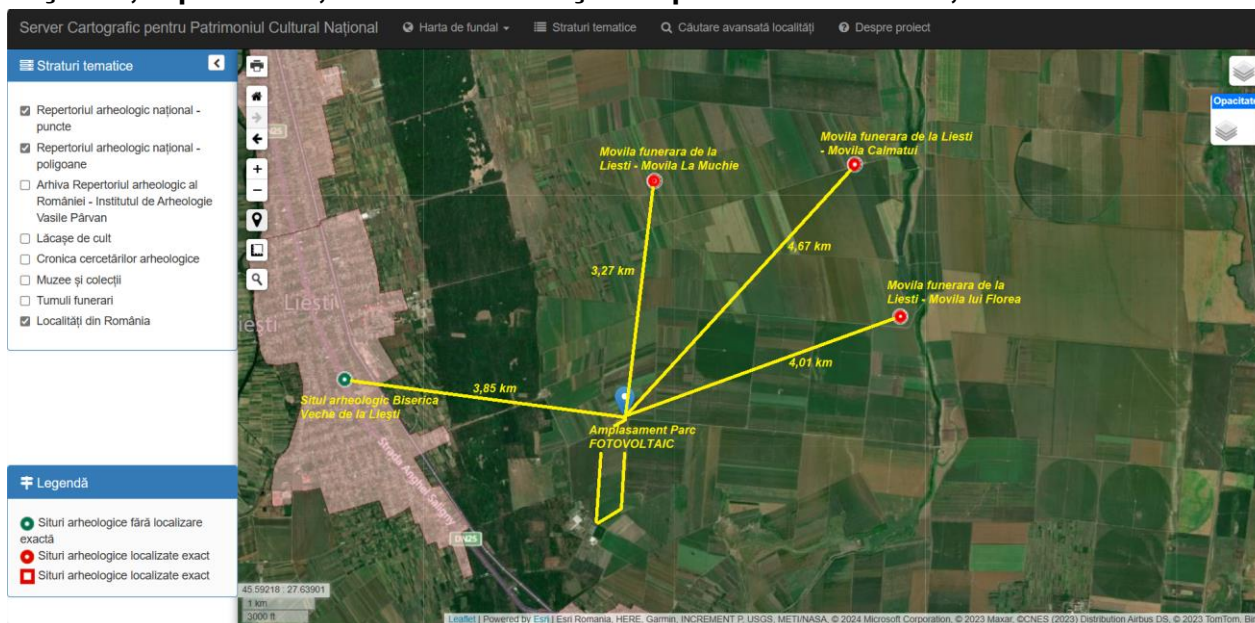 Server Cartografic pentru Patrimoniul Cultural Național
Harta de fundal
Straturi tematice
Căutare avansată localități
Despre proiect
Straturi tematice
Repertoriul arheologic național -
puncte
Repertoriul arheologic național -
poligoane
Arhiva Repertoriul arheologic al
României - Institutul de Arheologie
Vasile Pârvan
Lăcașe de cult
Cronica cercetărilor arheologice
Muzee și colecții
Tumuli funerari
Localități din România
Opacitate
Movila funerara de la
Liesti - Movila La Muchie
Movila funerara de la Liesti
- Movila Calmatui
3,27 km
4,67 km
Movila funerara de la
Liesti - Movila lui Florea
4,01 km
Liești
3,85 km
Situl arheologic Biserica
Veche de la Liești
Amplasament Parc
FOTOVOLTAIC
Strada Anghel Saligny
DN25
Legendă
Situri arheologice fără localizare
exactă
Situri arheologice localizate exact
Situri arheologice localizate exact
45.59218 : 27.63901
1 km
3000 ft
Leaflet | Powered by Esri | Esri Romania, HERE, Garmin, INCREMENT P, USGS, METI/NASA, © 2024 Microsoft Corporation, © 2023 Maxar, ©CNES (2023) Distribution Airbus DS, © 2023 TomTom,